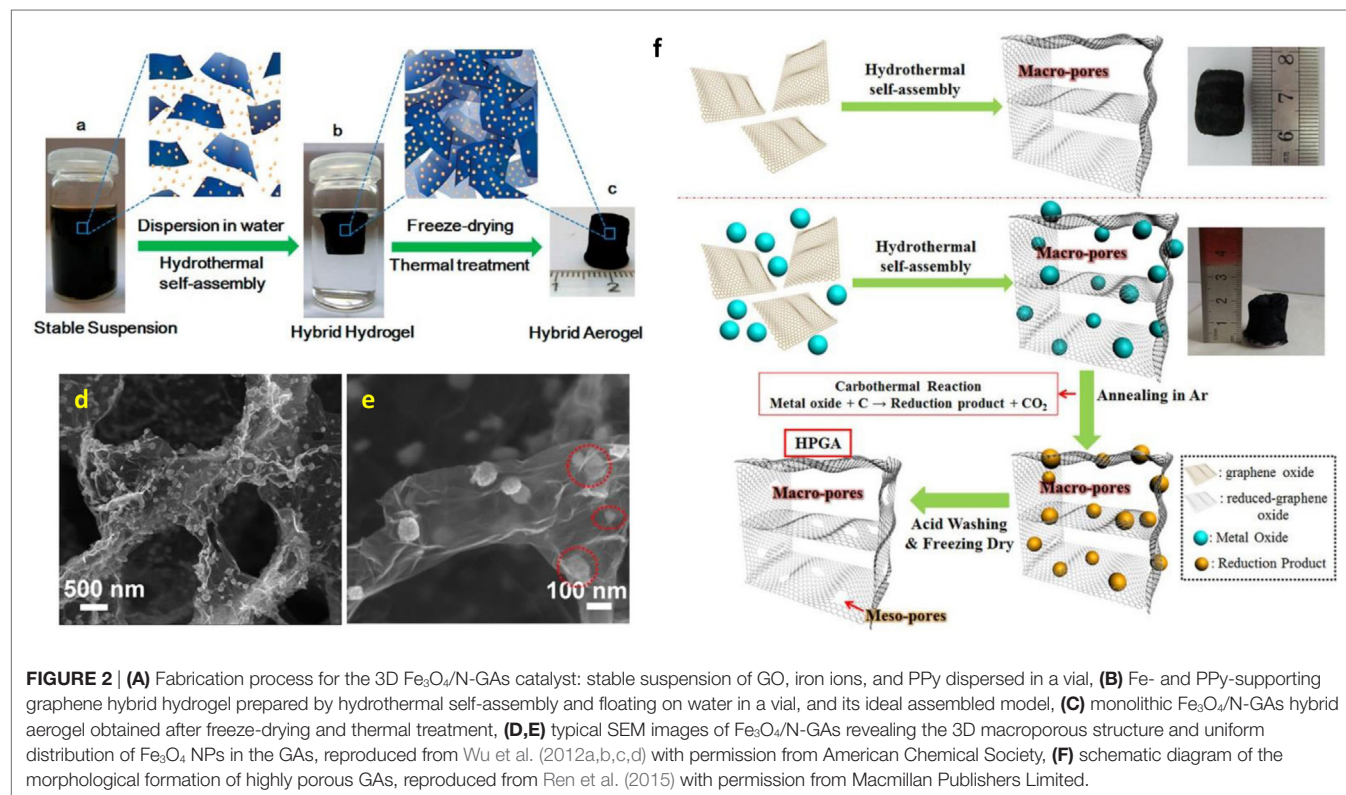 a
b
c
Dispersion in water
Hydrothermal
self-assembly
Freeze-drying
Thermal treatment
1 2
Stable Suspension
Hybrid Hydrogel
Hybrid Aerogel
d
500 nm
e
100 nm
f
Hydrothermal
self-assembly
Macro-pores
6 7 8
Hydrothermal
self-assembly
Macro-pores
1 2 3 4
Carbothermal Reaction
Metal oxide + C → Reduction product + CO₂
Annealing in Ar
HPGA
Macro-pores
Meso-pores
Acid Washing
& Freezing Dry
Macro-pores
: graphene oxide
: reduced-graphene
oxide
: Metal Oxide
: Reduction Product
FIGURE 2 | (A) Fabrication process for the 3D Fe₃O₄/N-GAs catalyst: stable suspension of GO, iron ions, and PPy dispersed in a vial, (B) Fe- and PPy-supporting
graphene hybrid hydrogel prepared by hydrothermal self-assembly and floating on water in a vial, and its ideal assembled model, (C) monolithic Fe₃O₄/N-GAs hybrid
aerogel obtained after freeze-drying and thermal treatment, (D,E) typical SEM images of Fe₃O₄/N-GAs revealing the 3D macroporous structure and uniform
distribution of Fe₃O₄ NPs in the GAs, reproduced from Wu et al. (2012a,b,c,d) with permission from American Chemical Society, (F) schematic diagram of the
morphological formation of highly porous GAs, reproduced from Ren et al. (2015) with permission from Macmillan Publishers Limited.